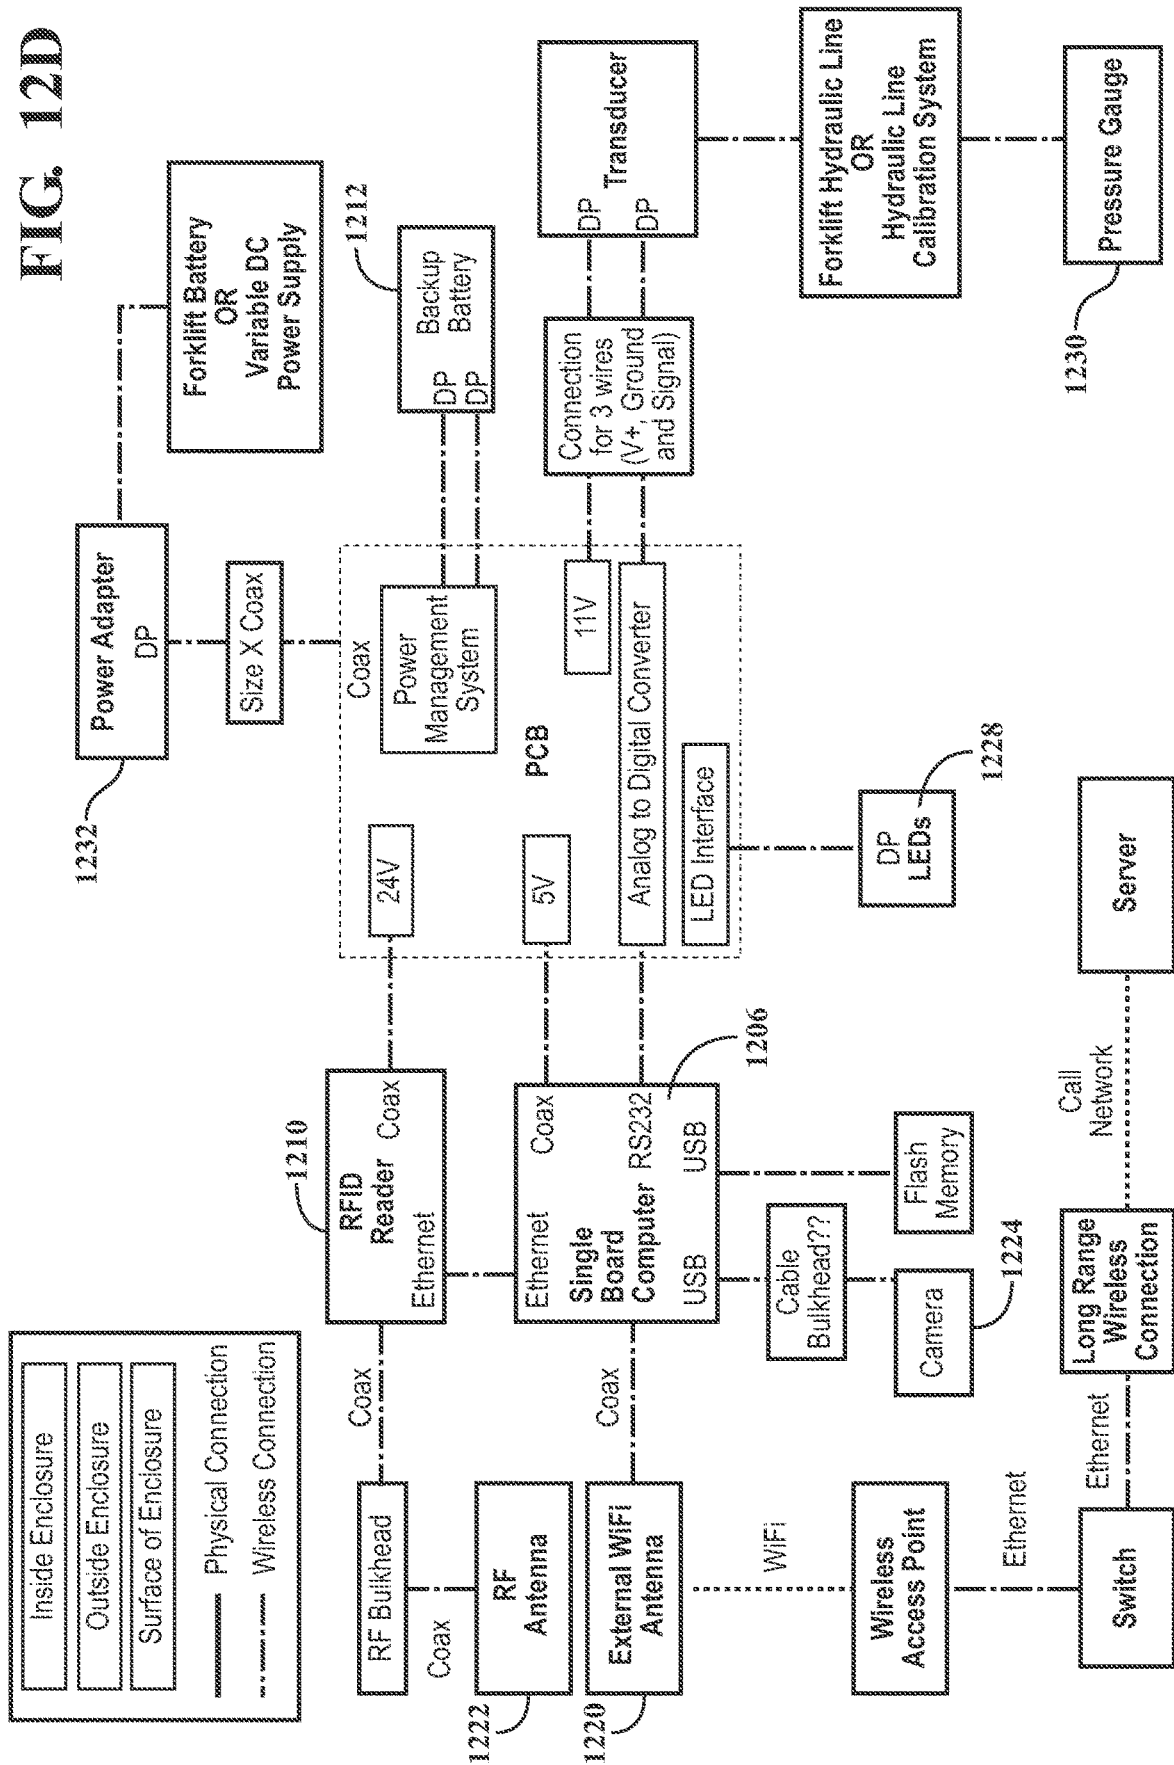 FIG. 12D
Inside Enclosure
Outside Enclosure
Surface of Enclosure
Physical Connection
Wireless Connection
1232
Power Adapter
DP
Size X Coax
Forklift Battery
OR
Variable DC
Power Supply
1212
Backup
Battery
DP
DP
1210
RFID
Reader
Coax
Ethernet
Coax
RF Bulkhead
Coax
RF
Antenna
1222
24V
Coax
Power
Management
System
PCB
5V
11V
Analog to Digital Converter
LED Interface
Connection
for 3 wires
(V+, Ground
and Signal)
DP
DP
Transducer
Ethernet
Coax
Single
Board
Computer
RS232
USB
USB
1206
Coax
External WiFi
Antenna
1220
WiFi
Cable
Bulkhead??
Flash
Memory
Camera
1224
DP
LEDs
1228
Forklift Hydraulic Line
OR
Hydraulic Line
Calibration System
Pressure Gauge
1230
Wireless
Access Point
Ethernet
Switch
Ethernet
Long Range
Wireless
Connection
Call
Network
Server